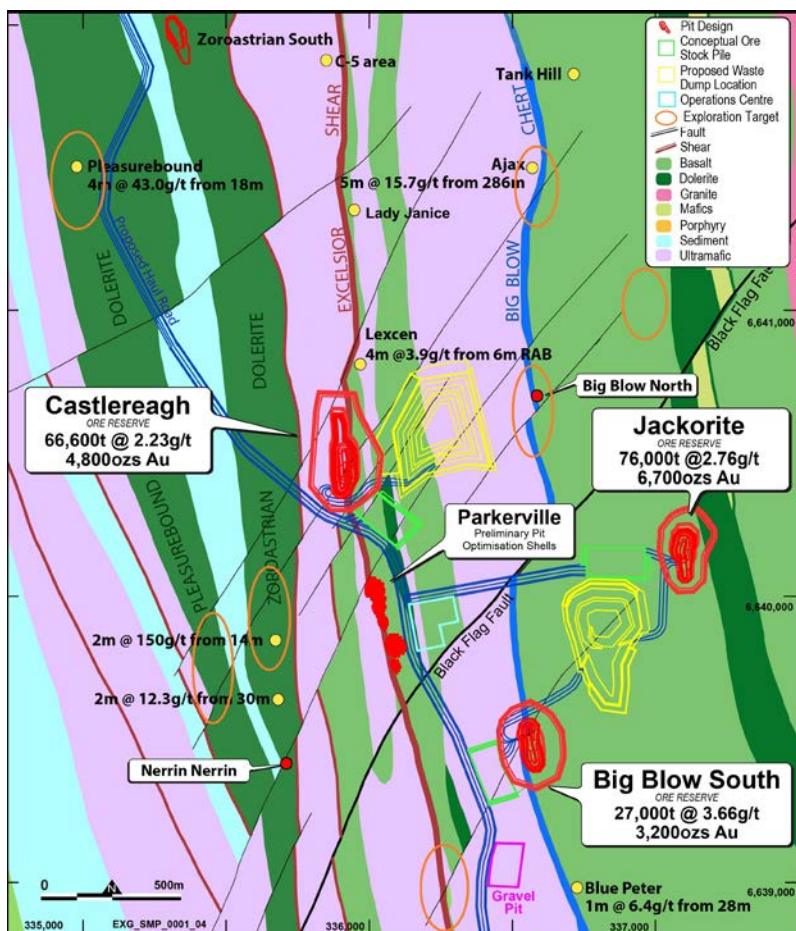 Zoroastrian South
C-5 area
Tank Hill
SHEAR
CHERT
Pit Design
Conceptual Ore
Stock Pile
Proposed Waste
Dump Location
Operations Centre
Exploration Target
Fault
Shear
Basalt
Dolerite
Granite
Mafics
Porphyry
Sediment
Ultramafic
Pleasurebound
4m @ 43.0g/t from 18m
Ajax
5m @ 15.7g/t from 286m
Lady Janice
Proposed Haul Road
DOLERITE
DOLERITE
EXCELSIOR
BIG BLOW
Black Flag Fau
6,641,000
Lexcen
4m @3.9g/t from 6m RAB
Big Blow North
Castlereagh
ORE RESERVE
66,600t @ 2.23g/t
4,800ozs Au
Jackorite
ORE RESERVE
76,000t @2.76g/t
6,700ozs Au
Parkerville
Preliminary Pit
Optimisation Shells
PLEASUREBOUND
ZOROASTRIAN
6,640,000
Black Flag Fault
2m @ 150g/t from 14m
2m @ 12.3g/t from 30m
Nerrin Nerrin
Big Blow South
ORE RESERVE
27,000t @ 3.66g/t
3,200ozs Au
Gravel
Pit
Blue Peter
1m @ 6.4g/t from 28m
6,639,000
0 N 500m
335,000 EXG_SMP_0001_04 336,000 337,000